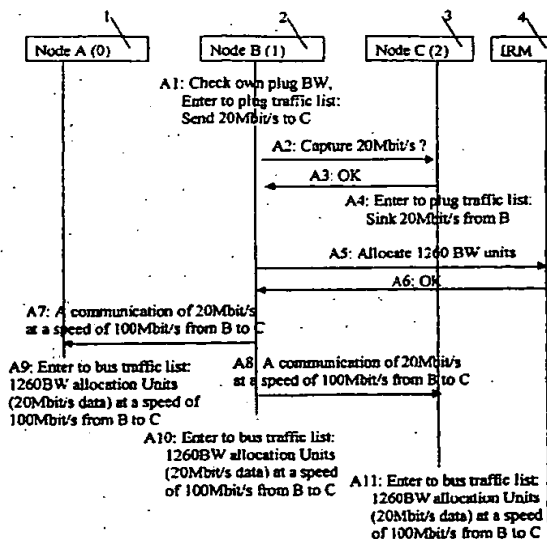 1
2
3
4
Node A (0)
Node B (1)
Node C (2)
IRM
A1: Check own plug BW,
Enter to plug traffic list:
Send 20Mbit/s to C
A2: Capture 20Mbit/s ?
A3: OK
A4: Enter to plug traffic list:
Sink 20Mbit/s from B
A5: Allocate 1260 BW units
A6: OK
A7: A communication of 20Mbit/s
at a speed of 100Mbit/s from B to C
A8: A communication of 20Mbit/s
at a speed of 100Mbit/s from B to C
A9: Enter to bus traffic list:
1260BW allocation Units
(20Mbit/s data) at a speed of
100Mbit/s from B to C
A10: Enter to bus traffic list:
1260BW allocation Units
(20Mbit/s data) at a speed
of 100Mbit/s from B to C
A11: Enter to bus traffic list:
1260BW allocation Units
(20Mbit/s data) at a speed
of 100Mbit/s from B to C